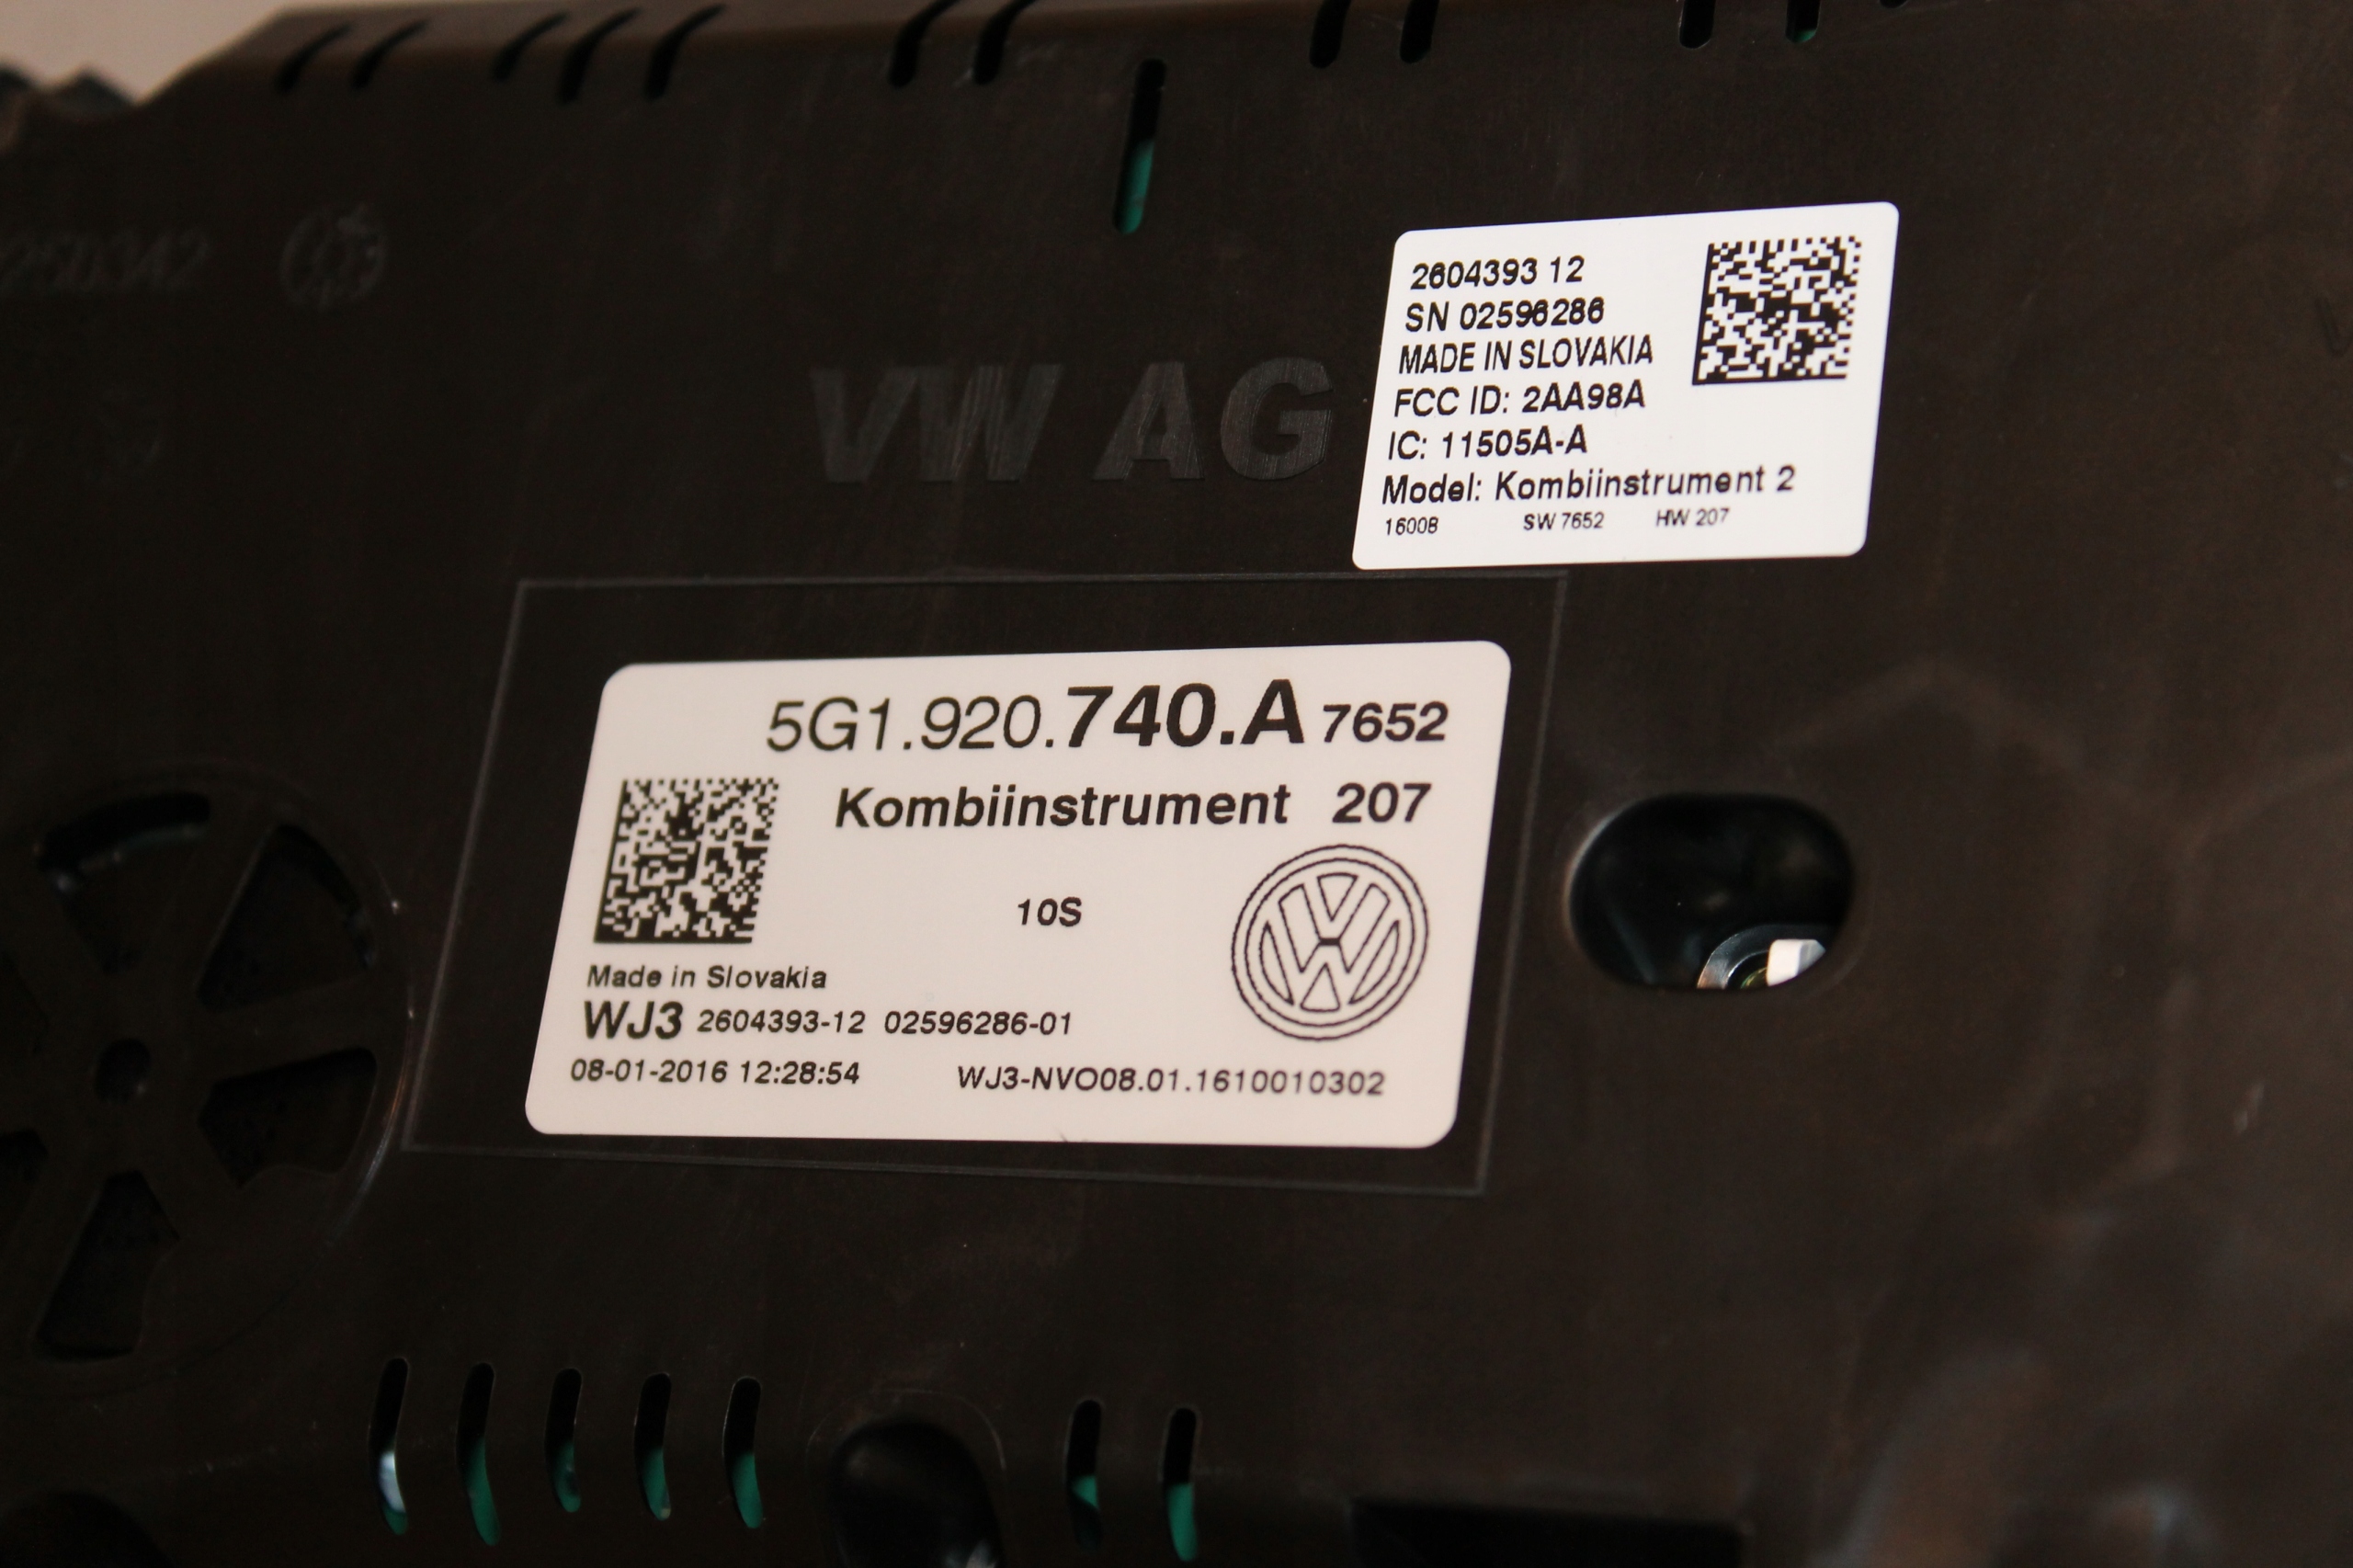 VW AG
2604393 12
SN 02596286
MADE IN SLOVAKIA
FCC ID: 2AA98A
IC: 11505A-A
Model: Kombiinstrument 2
16008 SW 7652 HW 207
5G1.920.740.A 7652
Kombiinstrument 207
10S
Made in Slovakia
WJ3 2604393-12 02596286-01
08-01-2016 12:28:54 WJ3-NVO08.01.1610010302